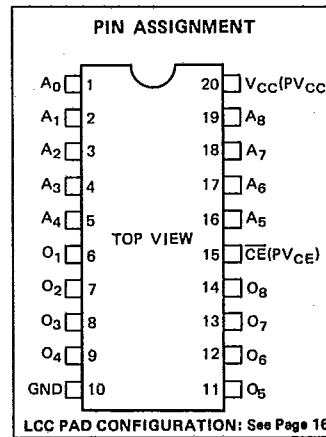 PIN ASSIGNMENT
A0 1 20 VCC(PVCC
A1 2 19 A8
A2 3 18 A7
A3 4 17 A6
A4 5 16 A5
TOP VIEW
O1 6 15 CE(PVCE)
O2 7 14 O8
O3 8 13 O7
O4 9 12 O6
GND 10 11 O5
LCC PAD CONFIGURATION: See Page 16